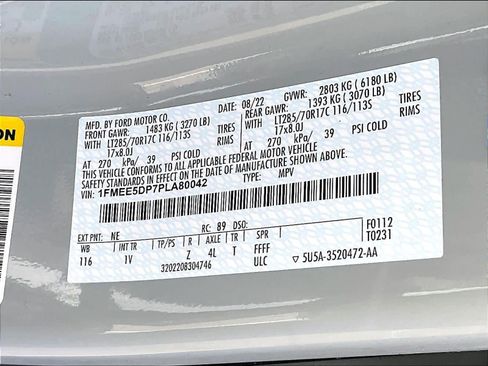 ON
MFD. BY FORD MOTOR CO.
08/22 GVWR: 2803 KG ( 6180 LB)
FRONT GAWR: 1483 KG ( 3270 LB)
REAR GAWR: 1393 KG ( 3070 LB)
WITH LT285/70R17C 116/113S TIRES
WITH LT285/70R17C 116/113S TIRES
17x8.0J RIMS
17x8.0J RIMS
AT 270 kPa/ 39 PSI COLD
AT 270 kPa/ 39 PSI COLD
THIS VEHICLE CONFORMS TO ALL APPLICABLE FEDERAL MOTOR VEHICLE
SAFETY STANDARDS IN EFFECT ON THE DATE OF MANUFACTURE SHOWN ABOVE.
VIN: 1FMEE5DP7PLA80042
TYPE: MPV
EXT PNT: NE RC: 89 DSO: F0112
WB INT TR TP/PS R AXLE TR SPR T0231
116 1V Z 4L T FFFF
3202208304746 ULC ▽ 5U5A-3520472-AA